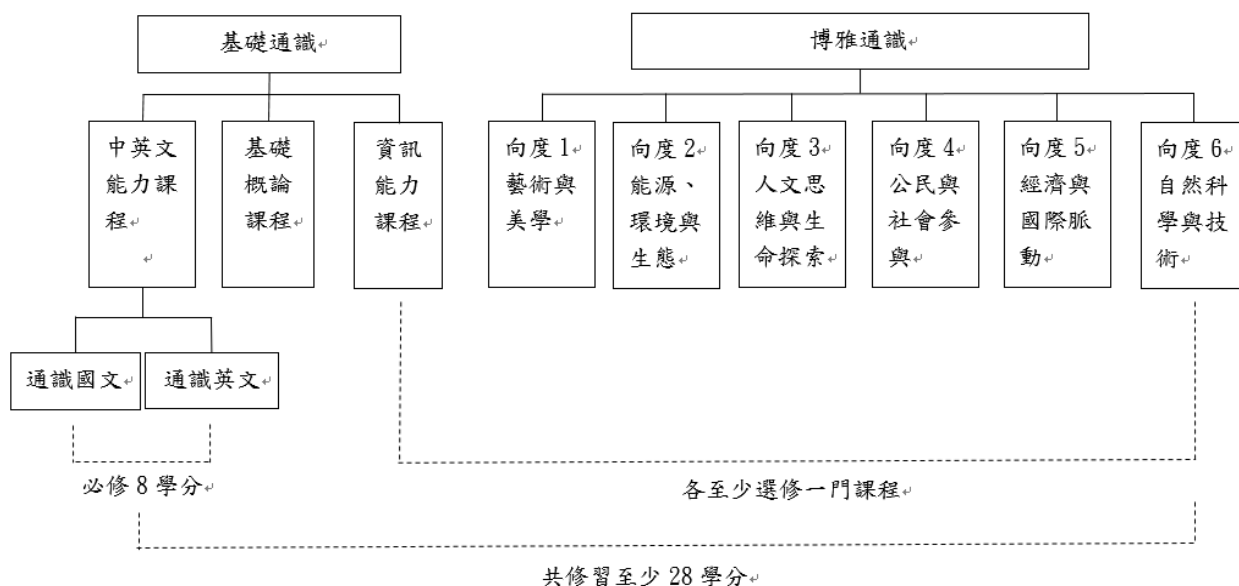 基礎通識
博雅通識
中英文
能力課
程
基礎
概論
課程
資訊
能力
課程
向度 1
藝術與
美學
向度 2
能源、
環境與
生態
向度 3
人文思
維與生
命探索
向度 4
公民與
社會參
與
向度 5
經濟與
國際脈
動
向度 6
自然科
學與技
術
通識國文
通識英文
必修 8 學分
各至少選修一門課程
共修習至少 28 學分